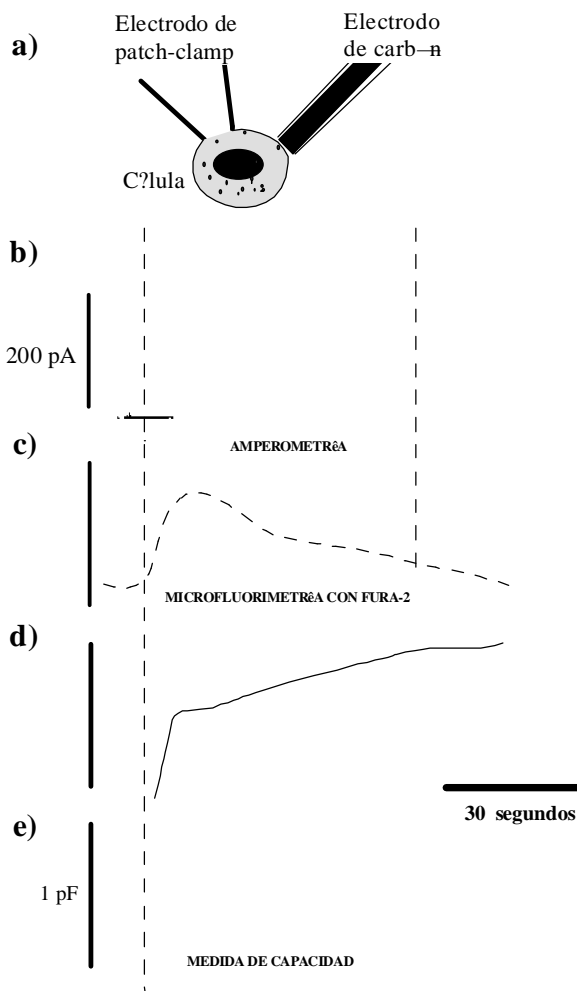 a)
Electrodo de
patch-clamp
Electrodo
de carb—n
C?lula
b)
200 pA
AMPEROMETRêA
c)
MICROFLUORIMETRêA CON FURA-2
d)
30 segundos
e)
1 pF
MEDIDA DE CAPACIDAD